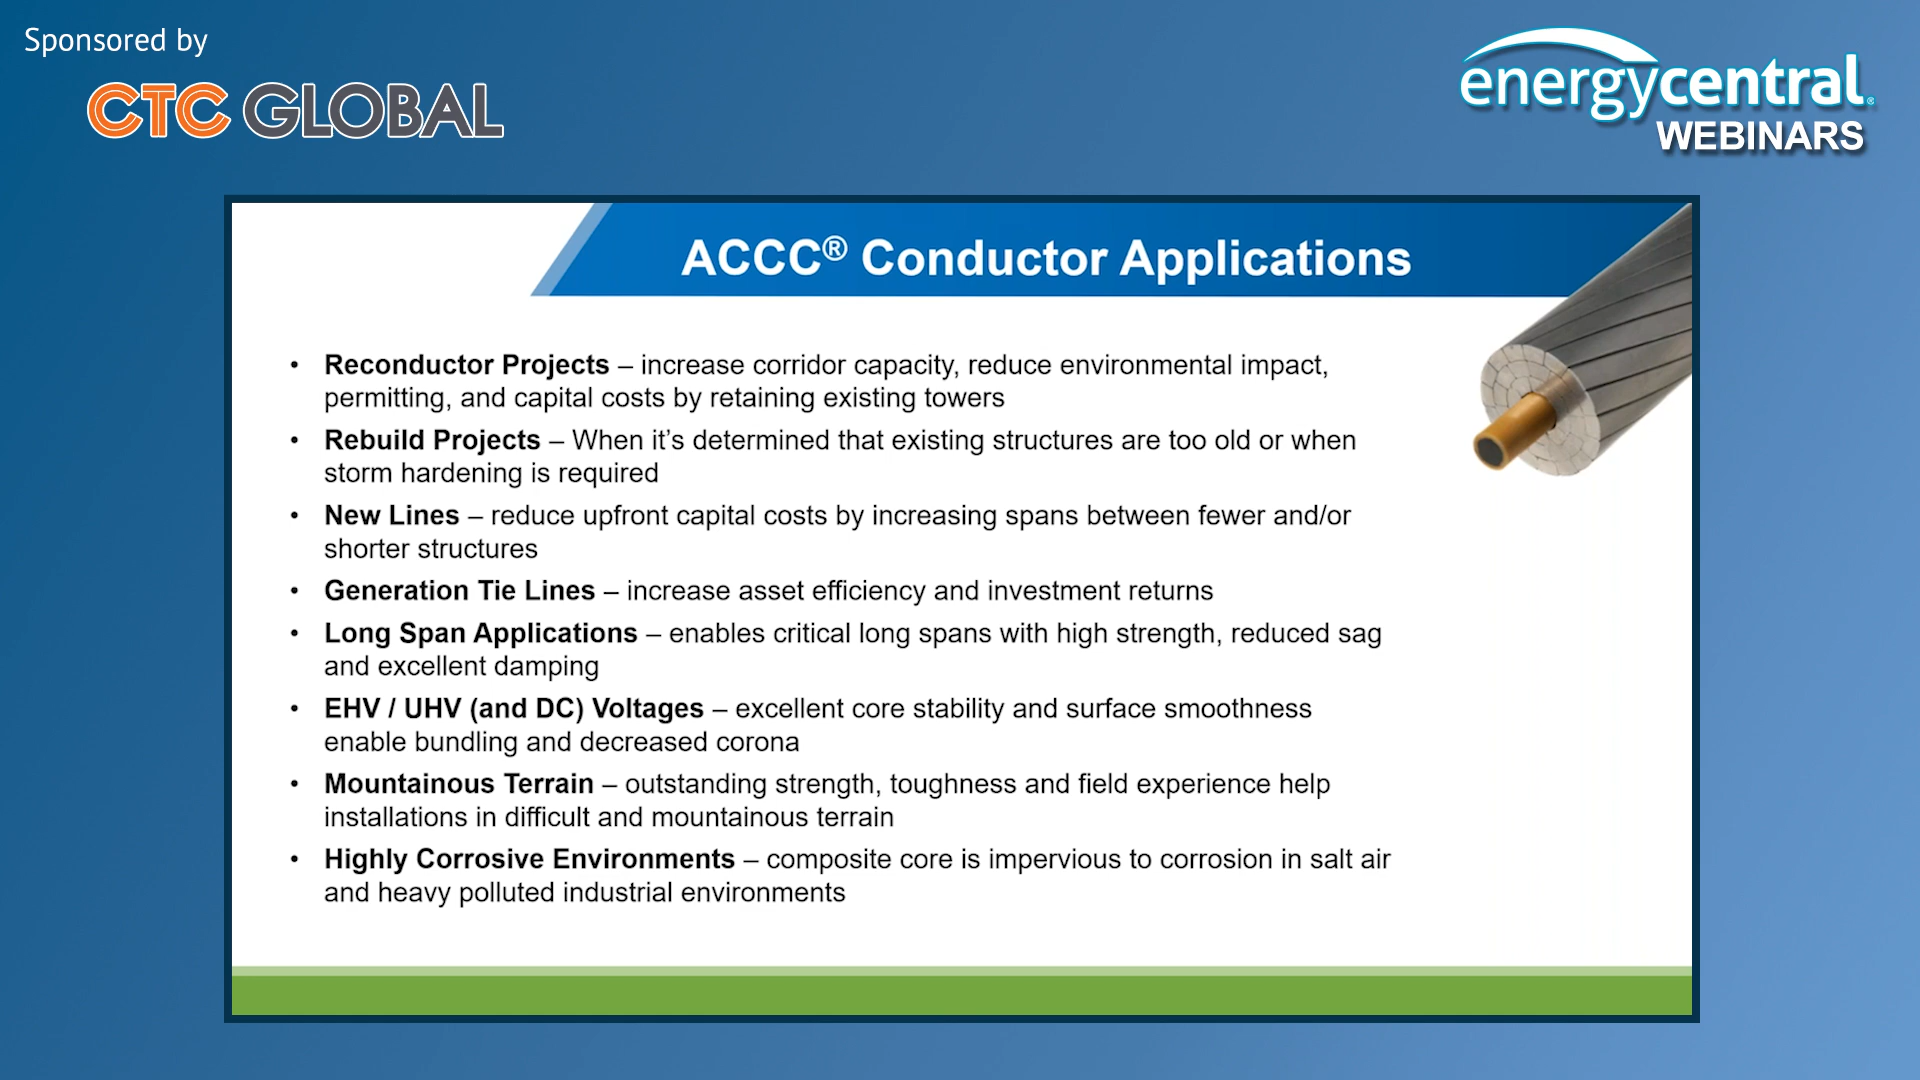 Sponsored by
CTC GLOBAL
energycentral®
WEBINARS
ACCC® Conductor Applications
• Reconductor Projects – increase corridor capacity, reduce environmental impact,
permitting, and capital costs by retaining existing towers
• Rebuild Projects – When it’s determined that existing structures are too old or when
storm hardening is required
• New Lines – reduce upfront capital costs by increasing spans between fewer and/or
shorter structures
• Generation Tie Lines – increase asset efficiency and investment returns
• Long Span Applications – enables critical long spans with high strength, reduced sag
and excellent damping
• EHV / UHV (and DC) Voltages – excellent core stability and surface smoothness
enable bundling and decreased corona
• Mountainous Terrain – outstanding strength, toughness and field experience help
installations in difficult and mountainous terrain
• Highly Corrosive Environments – composite core is impervious to corrosion in salt air
and heavy polluted industrial environments